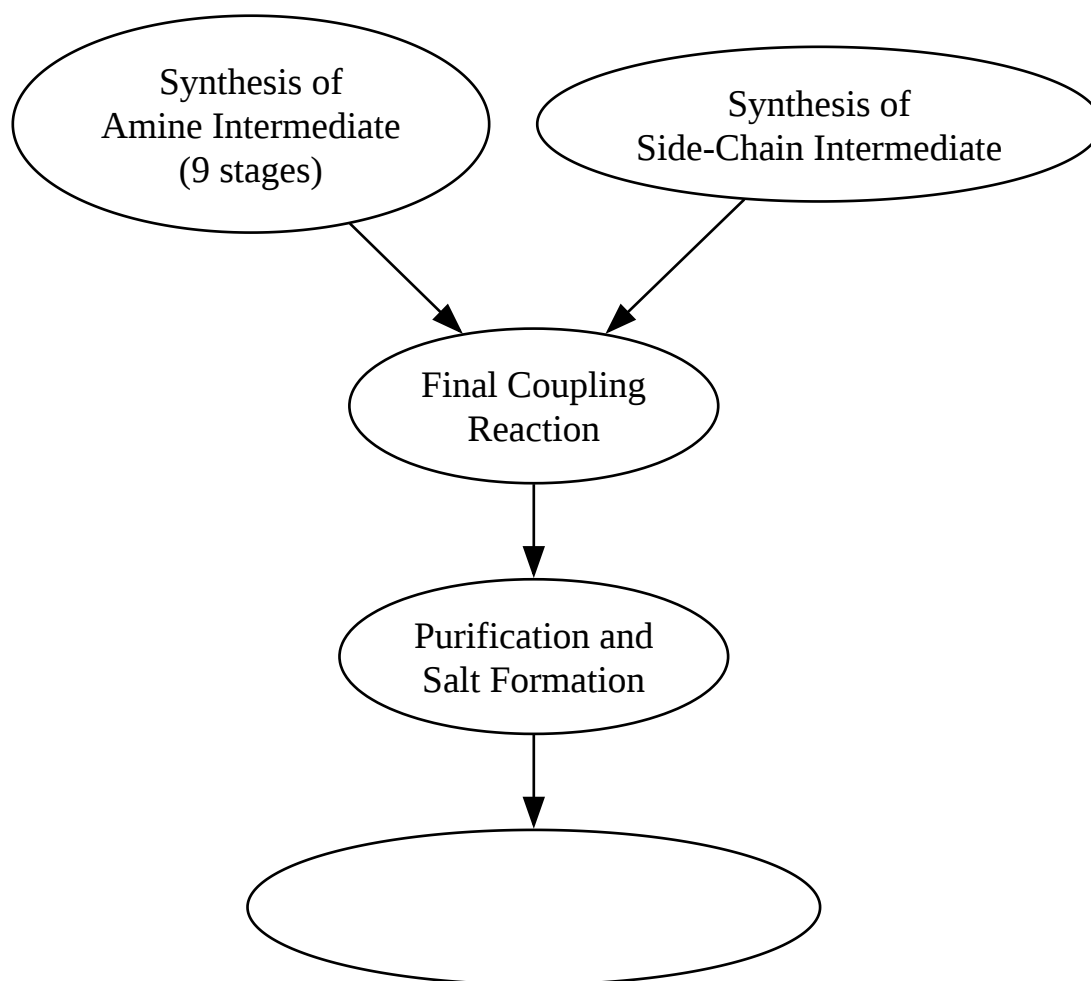 Synthesis of
Amine Intermediate
(9 stages)
Synthesis of
Side-Chain Intermediate
Final Coupling
Reaction
Purification and
Salt Formation